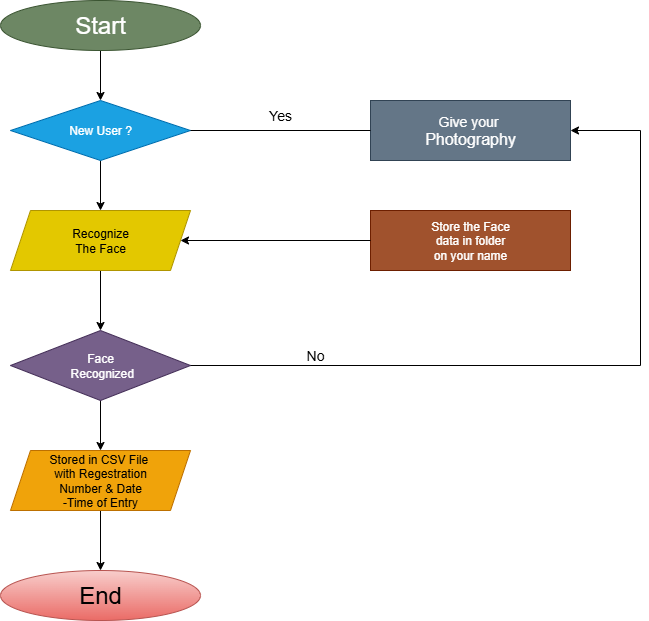 Start
New User ?
Yes
Give your
Photography
Recognize
The Face
Store the Face
data in folder
on your name
Face
Recognized
No
Stored in CSV File
with Regestration
Number & Date
-Time of Entry
End